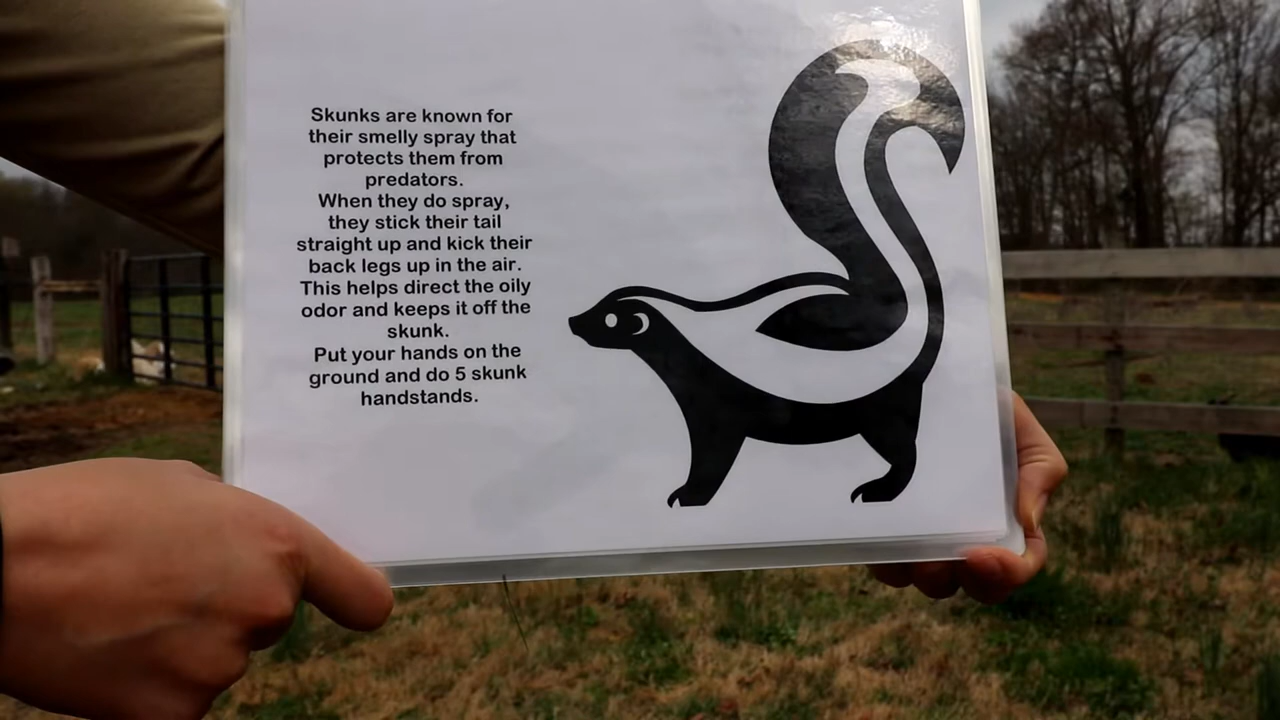 Skunks are known for
their smelly spray that
protects them from
predators.
When they do spray,
they stick their tail
straight up and kick their
back legs up in the air.
This helps direct the oily
odor and keeps it off the
skunk.
Put your hands on the
ground and do 5 skunk
handstands.